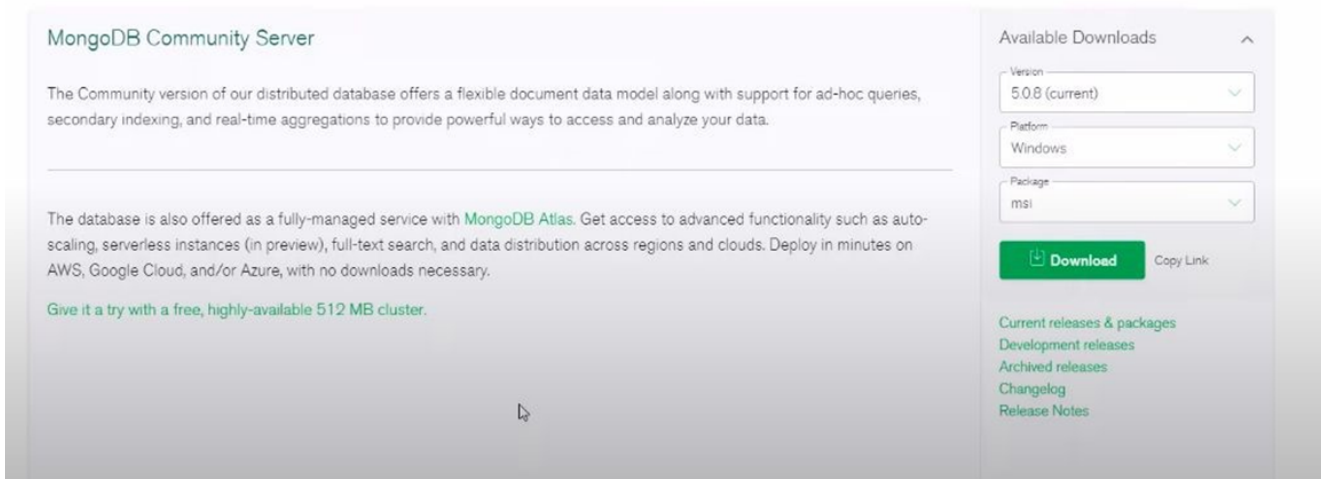 MongoDB Community Server
The Community version of our distributed database offers a flexible document data model along with support for ad-hoc queries,
secondary indexing, and real-time aggregations to provide powerful ways to access and analyze your data.
The database is also offered as a fully-managed service with MongoDB Atlas. Get access to advanced functionality such as auto-
scaling, serverless instances (in preview), full-text search, and data distribution across regions and clouds. Deploy in minutes on
AWS, Google Cloud, and/or Azure, with no downloads necessary.
Give it a try with a free, highly-available 512 MB cluster.
Available Downloads
Version
5.0.8 (current)
Platform
Windows
Package
msi
Download Copy Link
Current releases & packages
Development releases
Archived releases
Changelog
Release Notes